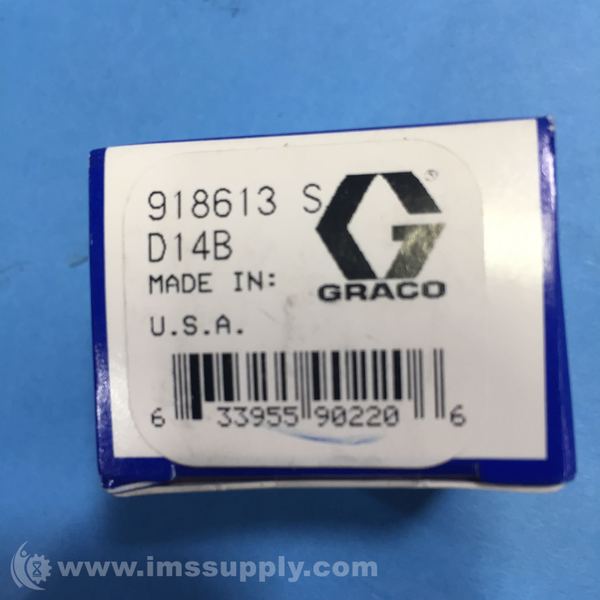 918613 S
D14B
MADE IN:
U.S.A.
®
GRACO
6 33955 90220 6
www.imssupply.com